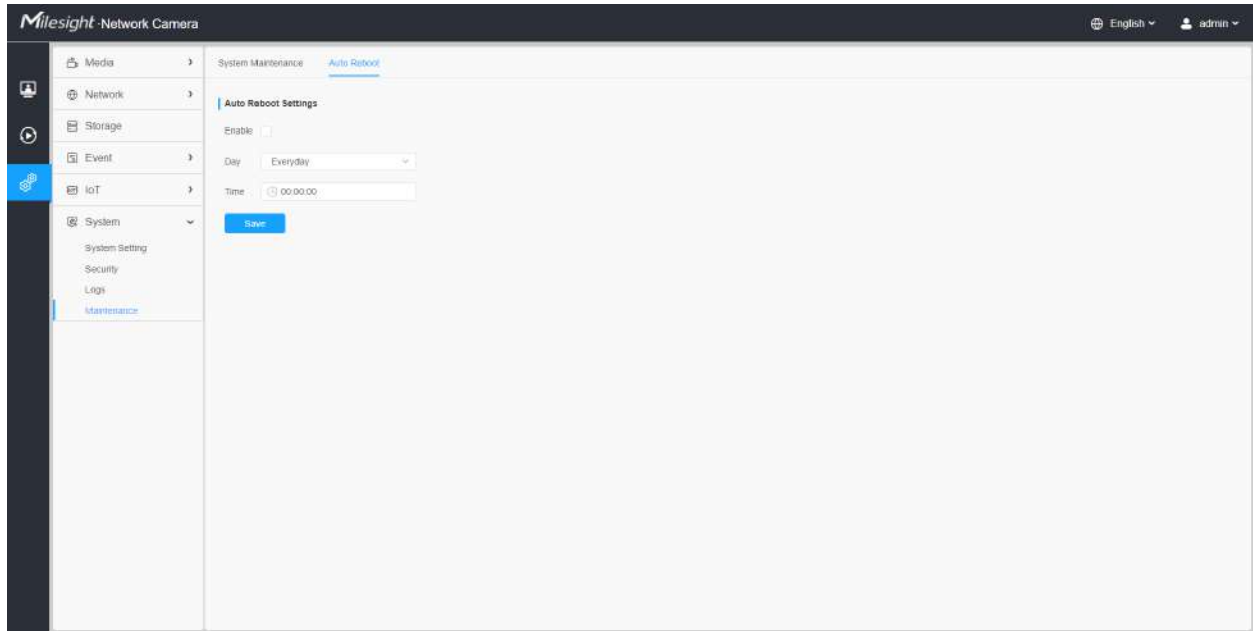 Milesight Network Camera
English
admin
Media
Network
Storage
Event
IoT
System
System Setting
Security
Logs
Maintenance
System Maintenance Auto Reboot
Auto Reboot Settings
Enable
Day Everyday
Time 00:00:00
Save